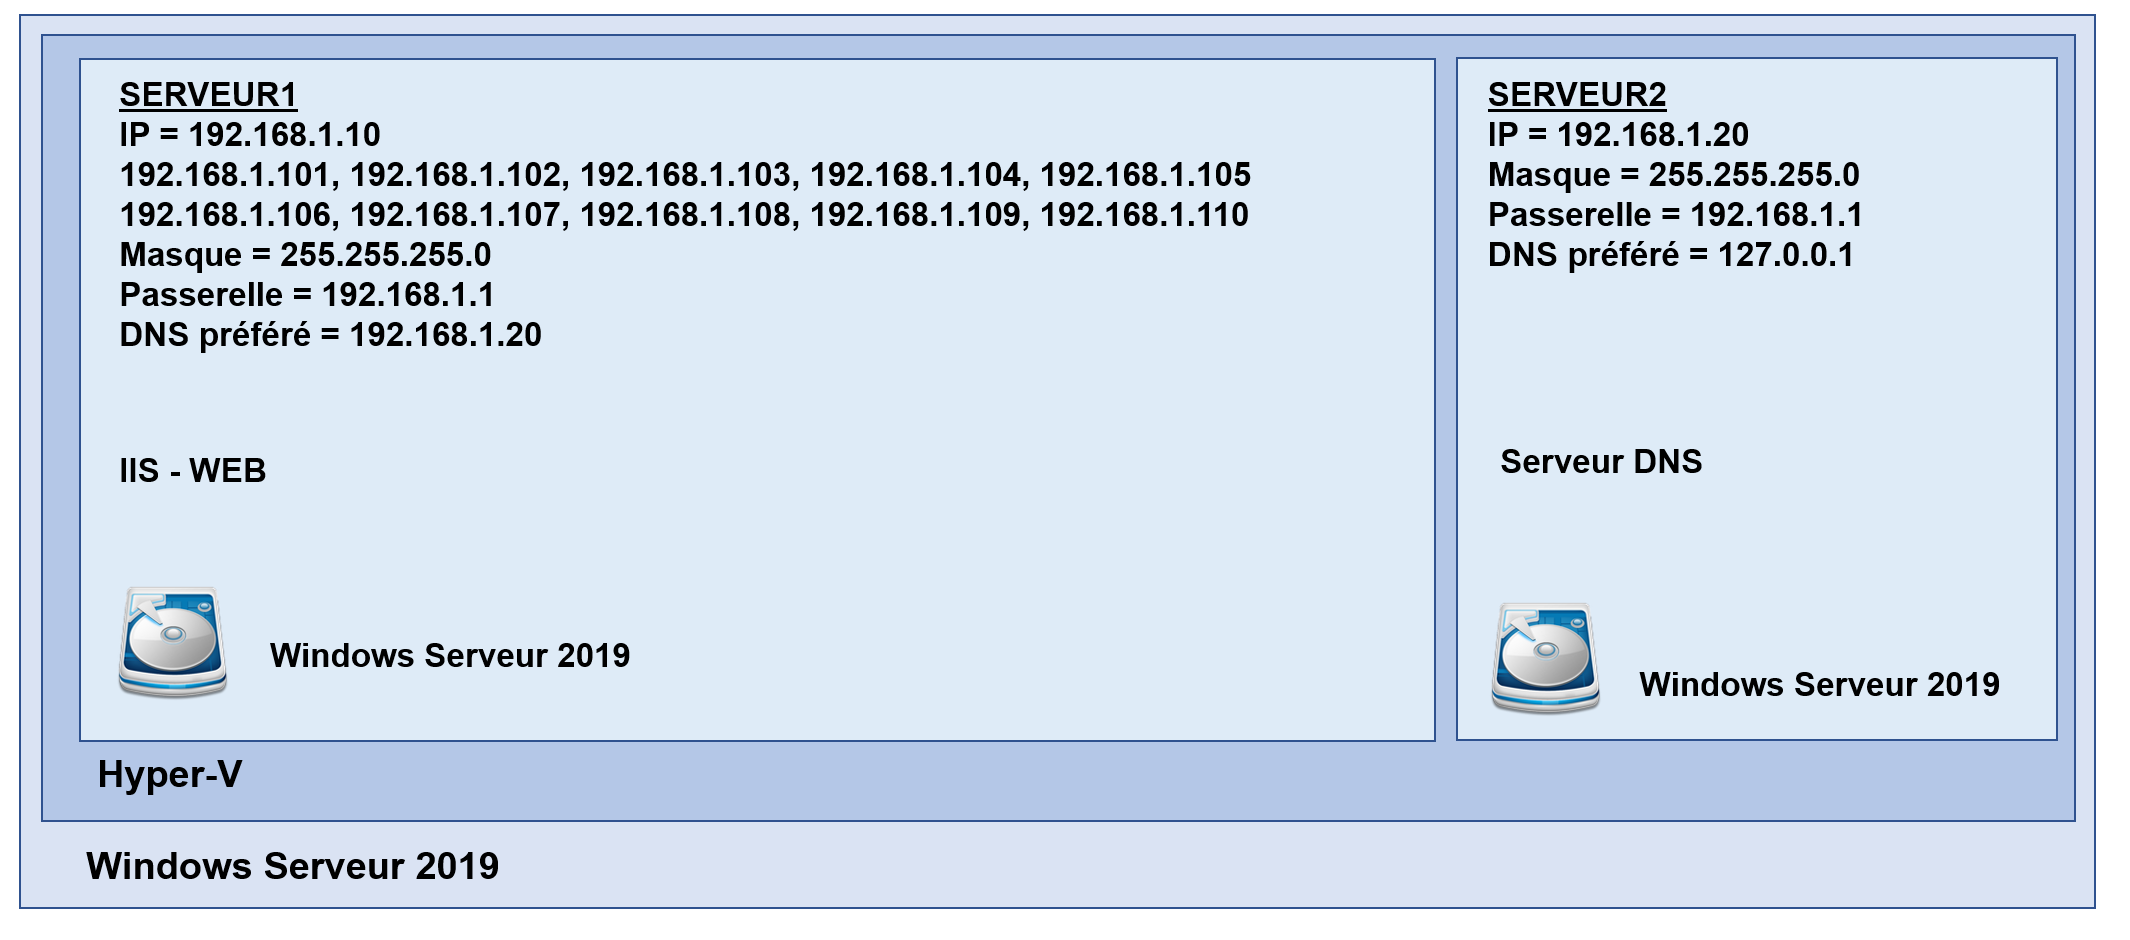 SERVEUR1
IP = 192.168.1.10
192.168.1.101, 192.168.1.102, 192.168.1.103, 192.168.1.104, 192.168.1.105
192.168.1.106, 192.168.1.107, 192.168.1.108, 192.168.1.109, 192.168.1.110
Masque = 255.255.255.0
Passerelle = 192.168.1.1
DNS préféré = 192.168.1.20
IIS - WEB
Windows Serveur 2019
SERVEUR2
IP = 192.168.1.20
Masque = 255.255.255.0
Passerelle = 192.168.1.1
DNS préféré = 127.0.0.1
Serveur DNS
Windows Serveur 2019
Hyper-V
Windows Serveur 2019